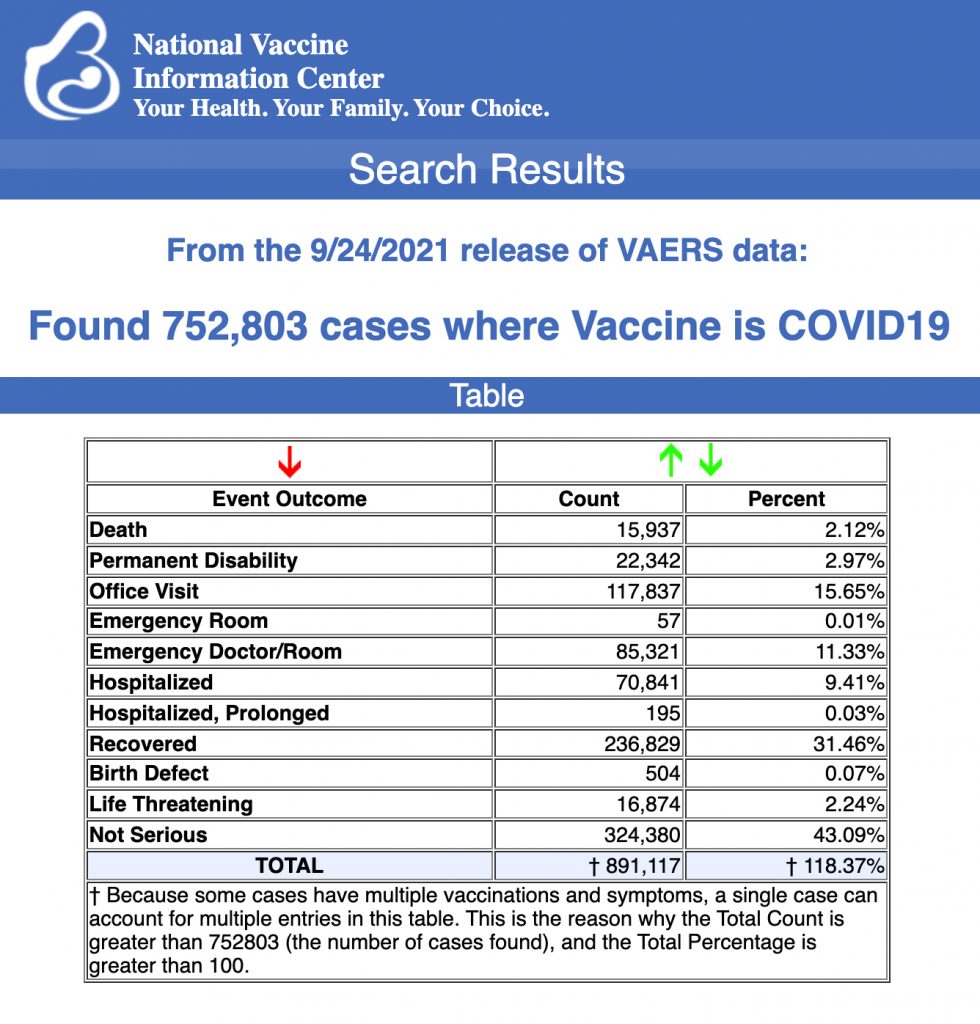 National Vaccine
Information Center
Your Health. Your Family. Your Choice.
Search Results
From the 9/24/2021 release of VAERS data:
Found 752,803 cases where Vaccine is COVID19
Table
↓ ↑ ↓
Event Outcome Count Percent
Death 15,937 2.12%
Permanent Disability 22,342 2.97%
Office Visit 117,837 15.65%
Emergency Room 57 0.01%
Emergency Doctor/Room 85,321 11.33%
Hospitalized 70,841 9.41%
Hospitalized, Prolonged 195 0.03%
Recovered 236,829 31.46%
Birth Defect 504 0.07%
Life Threatening 16,874 2.24%
Not Serious 324,380 43.09%
TOTAL † 891,117 † 118.37%
† Because some cases have multiple vaccinations and symptoms, a single case can
account for multiple entries in this table. This is the reason why the Total Count is
greater than 752803 (the number of cases found), and the Total Percentage is
greater than 100.